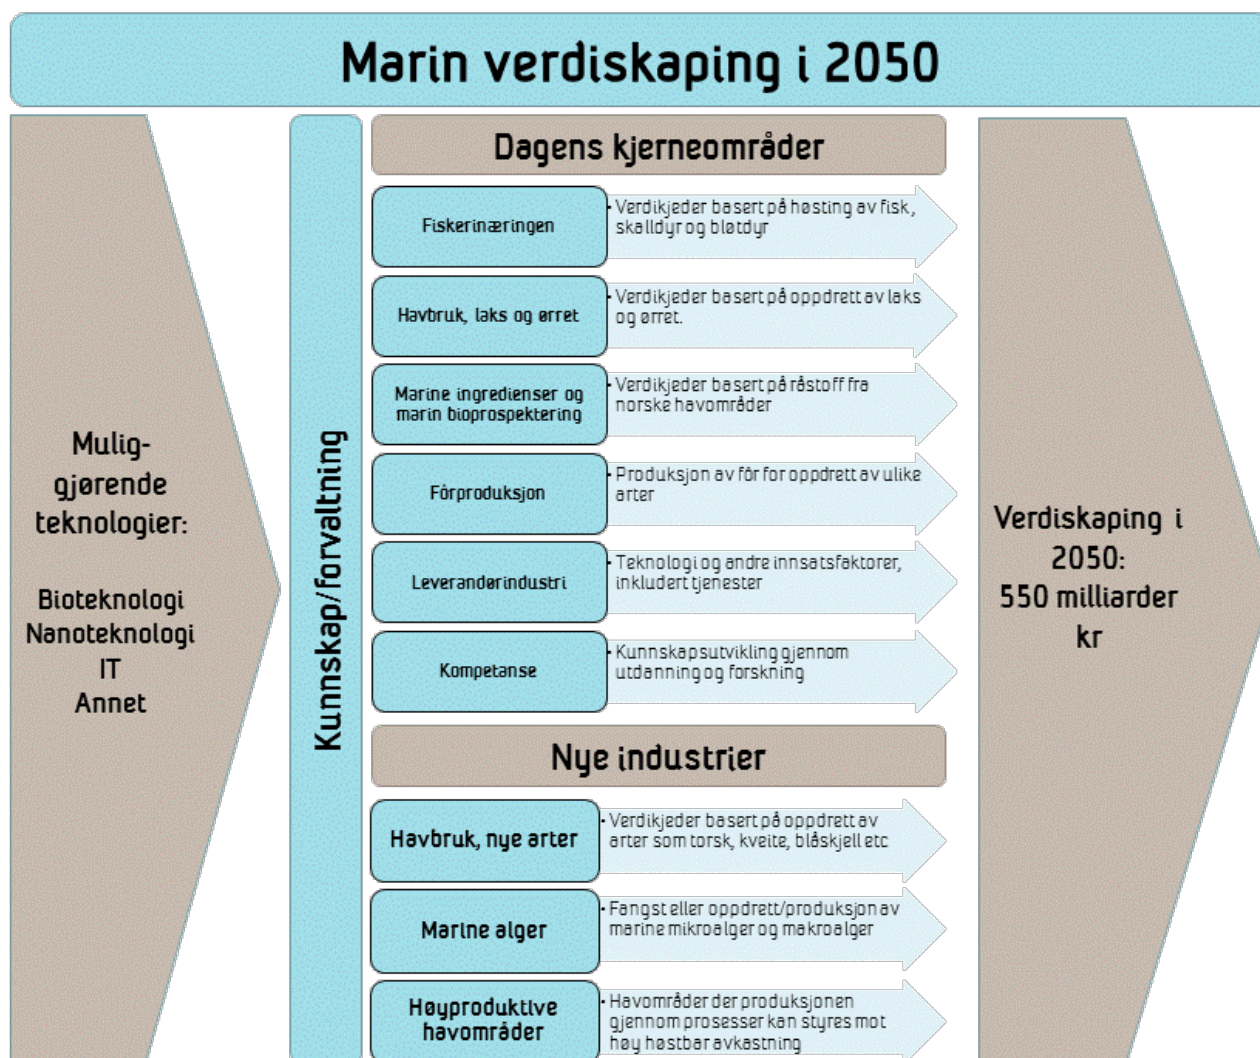 Marin verdiskaping i 2050
Mulig-
gjørende
teknologier:
Bioteknologi
Nanoteknologi
IT
Annet
Kunnskap/forvaltning
Dagens kjerneområder
Fiskerinæringen
• Verdikjeder basert på høsting av fisk,
skalldyr og bløtdyr
Havbruk, laks og ørret
• Verdikjeder basert på oppdrett av laks
og ørret.
Marine ingredienser og
marin bioprospektering
• Verdikjeder basert på råstoff fra
norske havområder
Fôrproduksjon
• Produksjon av fôr for oppdrett av ulike
arter
Leverandørindustri
• Teknologi og andre innsatsfaktorer,
inkludert tjenester
Kompetanse
• Kunnskapsutvikling gjennom
utdanning og forskning
Nye industrier
Havbruk, nye arter
• Verdikjeder basert på oppdrett av
arter som torsk, kveite, blåskjell etc
Marine alger
• Fangst eller oppdrett/produksjon av
marine mikroalger og makroalger
Høyproduktive
havområder
• Havområder der produksjonen
gjennom prosesser kan styres mot
høy høstbar avkastning
Verdiskaping i
2050:
550 milliarder
kr